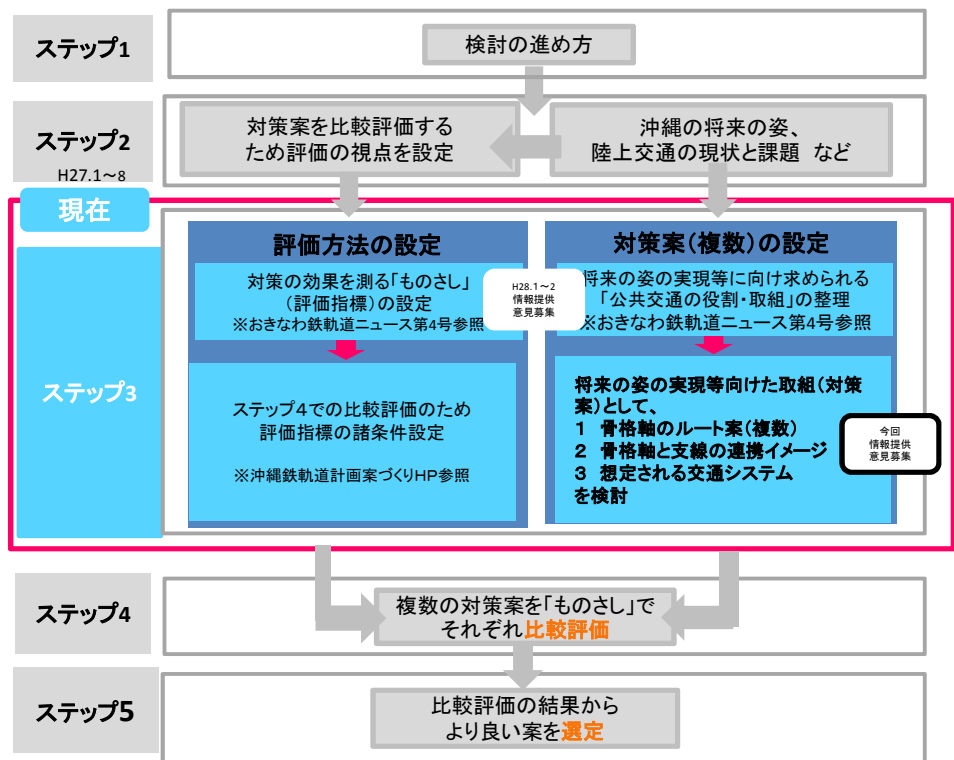 ステップ1
検討の進め方
ステップ2
H27.1～8
対策案を比較評価する
ため評価の視点を設定
沖縄の将来の姿、
陸上交通の現状と課題 など
現在
ステップ3
評価方法の設定
対策の効果を測る「ものさし」
（評価指標）の設定
※おきなわ鉄軌道ニュース第4号参照
ステップ4での比較評価のため
評価指標の諸条件設定
※沖縄鉄軌道計画案づくりHP参照
H28.1～2
情報提供
意見募集
対策案（複数）の設定
将来の姿の実現等に向け求められる
「公共交通の役割・取組」の整理
※おきなわ鉄軌道ニュース第4号参照
将来の姿の実現等向けた取組（対策
案）として、
1 骨格軸のルート案（複数）
2 骨格軸と支線の連携イメージ
3 想定される交通システム
を検討
今回
情報提供
意見募集
ステップ4
複数の対策案を「ものさし」で
それぞれ比較評価
ステップ5
比較評価の結果から
より良い案を選定